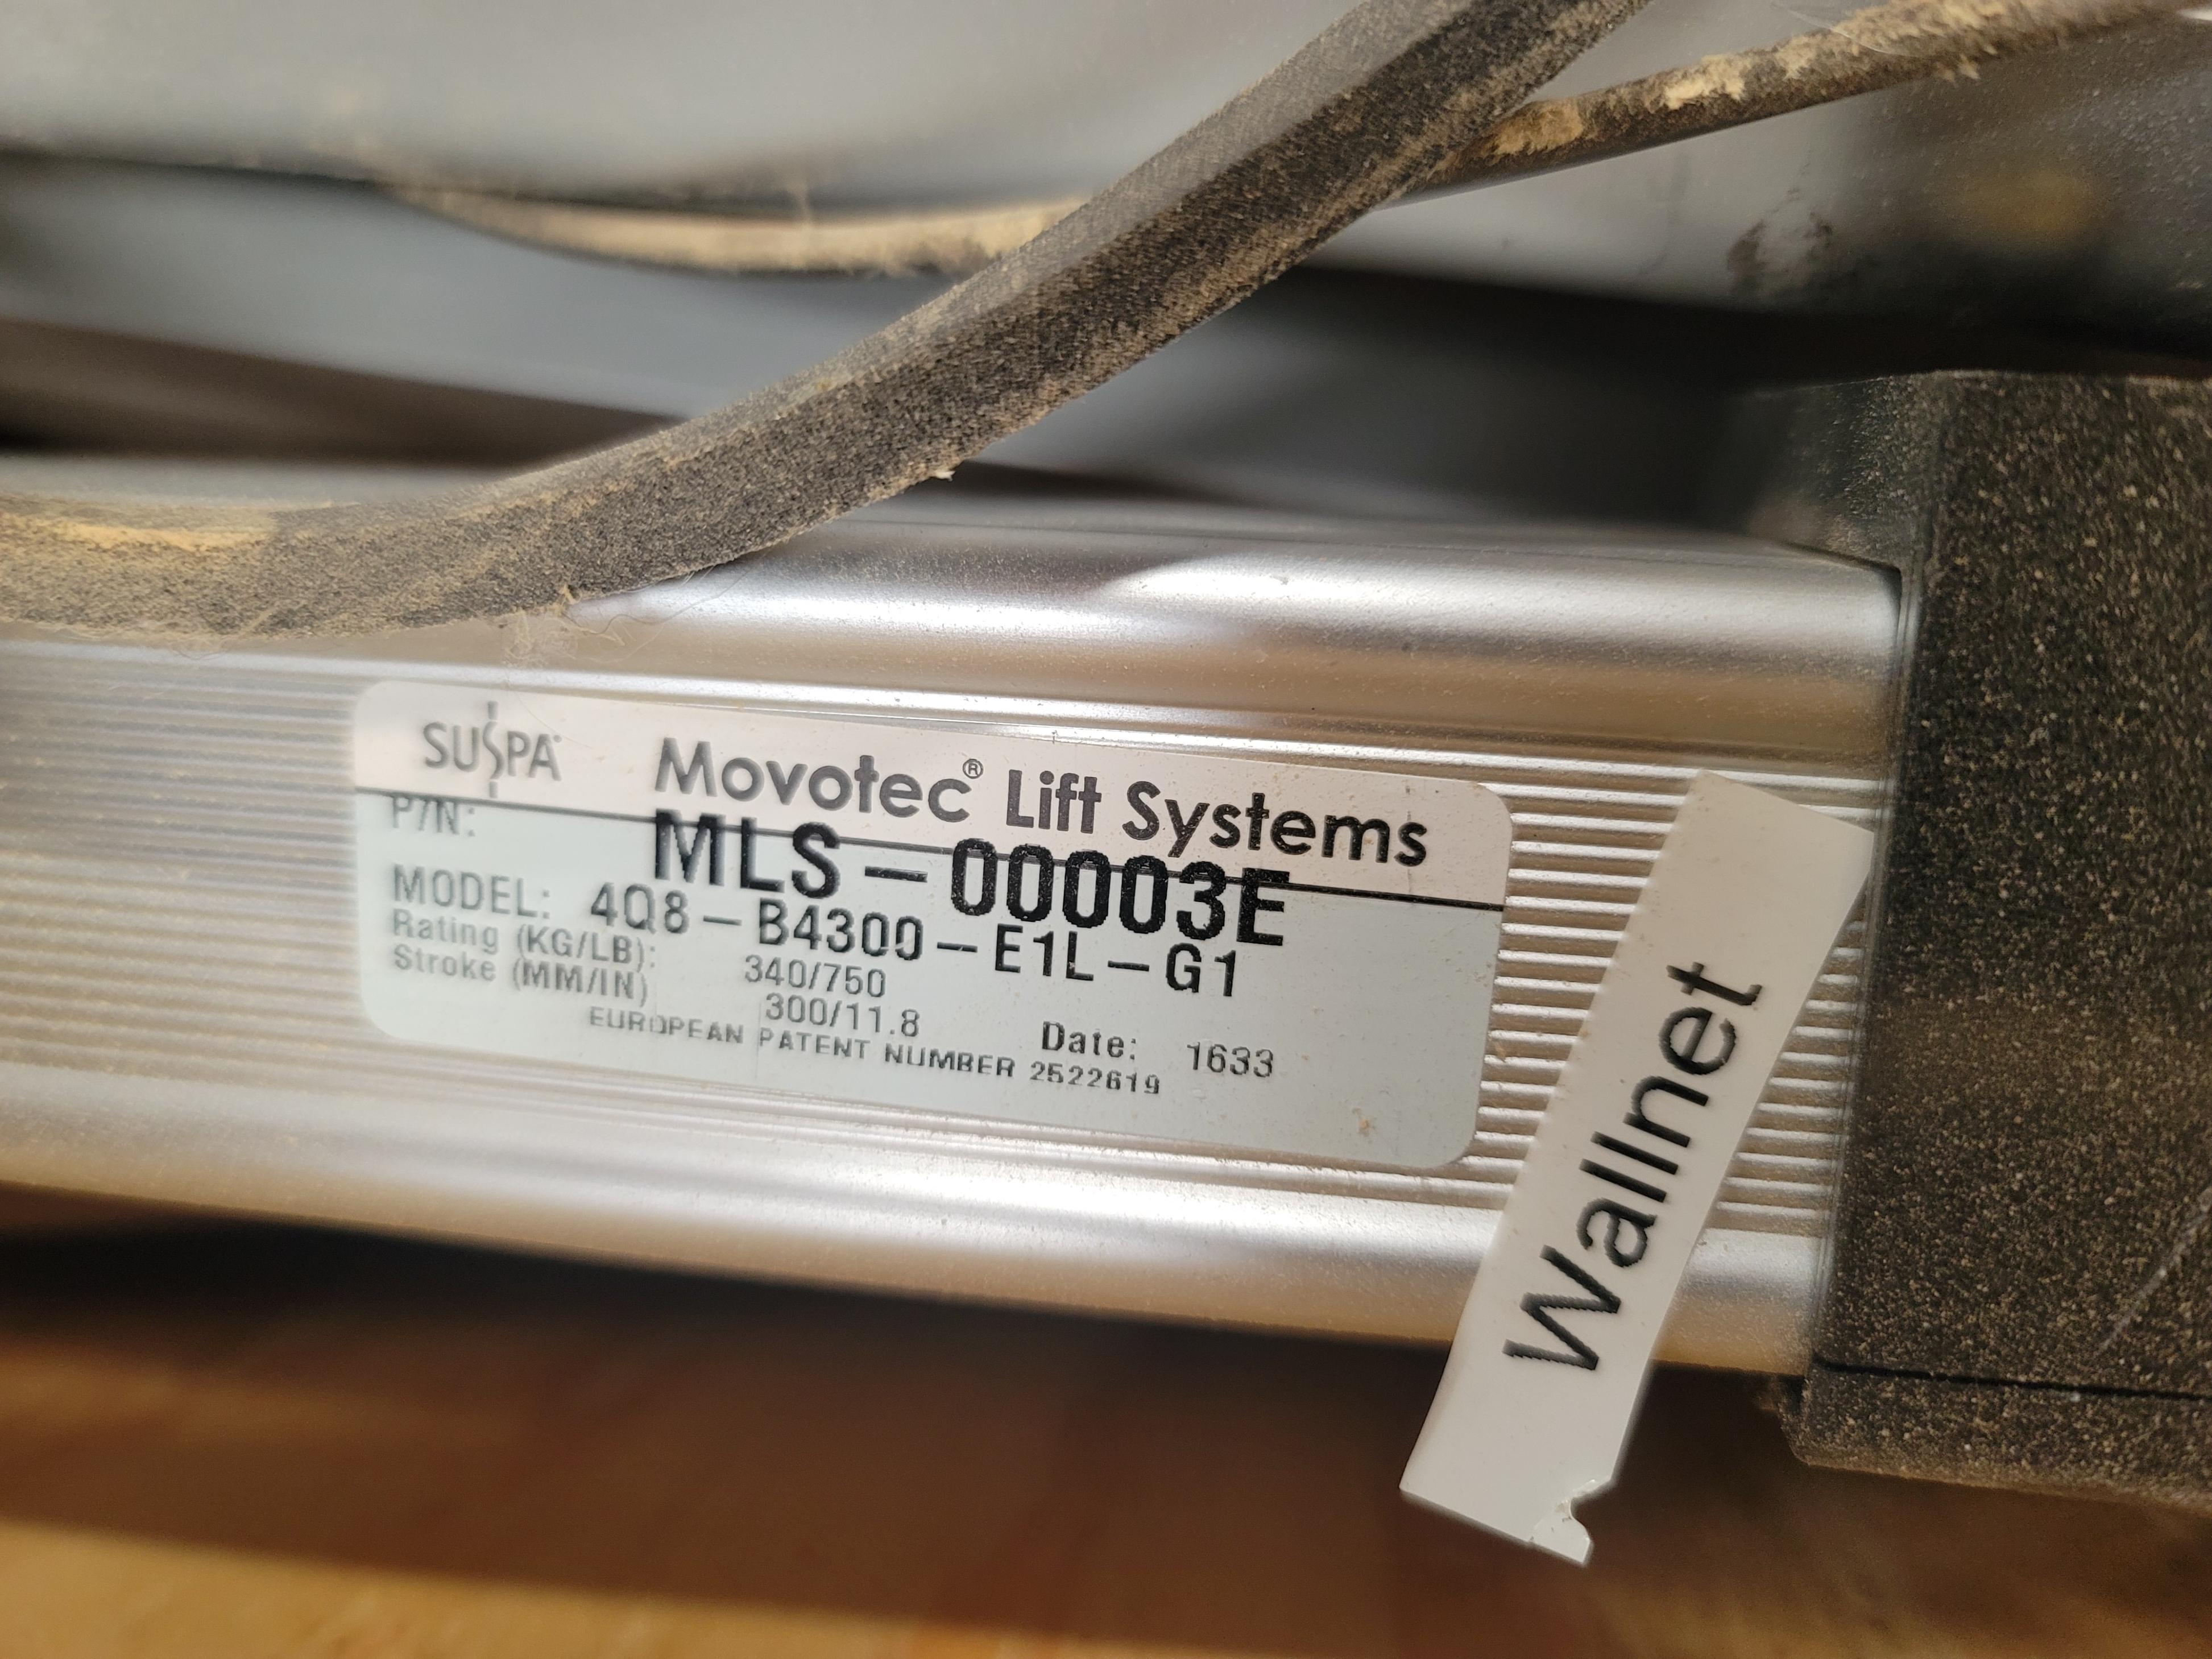 SUSPA Movotec® Lift Systems
P/N: MLS-00003E
MODEL: 4Q8-B4300-E1L-G1
Rating (KG/LB): 340/750
Stroke (MM/IN) 300/11.8
Date: 1633
EUROPEAN PATENT NUMBER 2522619
Wallnet